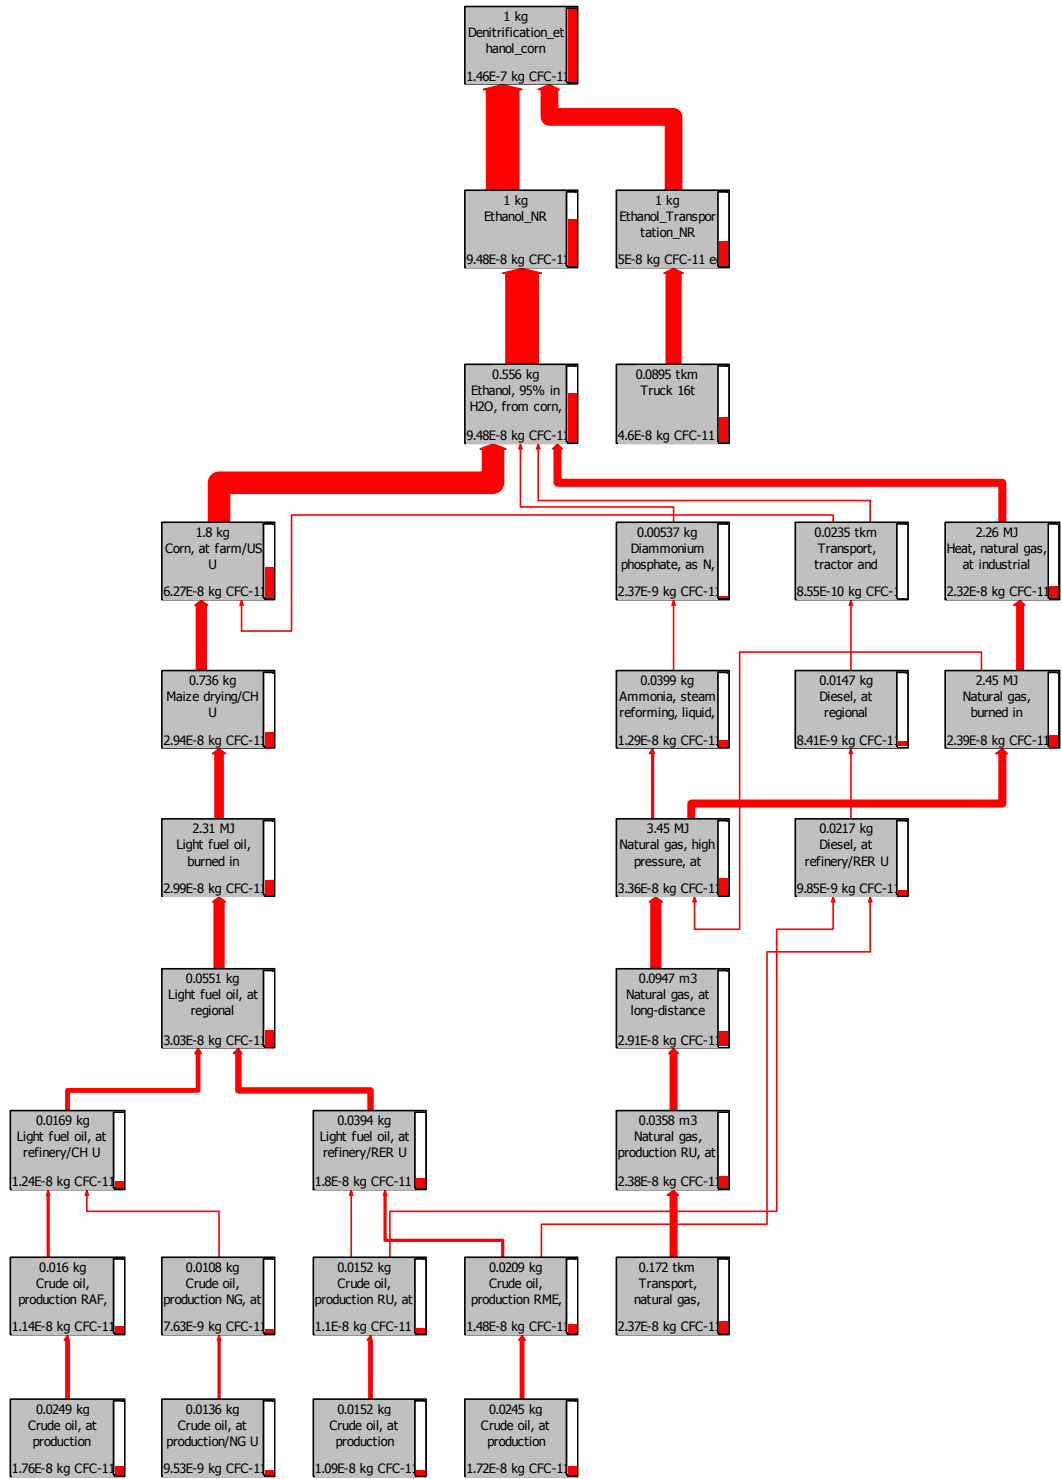 1 kg
Denitrification_et
hanol_corn
1.46E-7 kg CFC-11
1 kg
Ethanol_NR
9.48E-8 kg CFC-11
1 kg
Ethanol_Transpor
tation_NR
5E-8 kg CFC-11 e
0.556 kg
Ethanol, 95% in
H2O, from corn,
9.48E-8 kg CFC-11
0.0895 tkm
Truck 16t
4.6E-8 kg CFC-11
1.8 kg
Corn, at farm/US
U
6.27E-8 kg CFC-11
0.00537 kg
Diammonium
phosphate, as N,
2.37E-9 kg CFC-11
0.0235 tkm
Transport,
tractor and
8.55E-10 kg CFC-1
2.26 MJ
Heat, natural gas,
at industrial
2.32E-8 kg CFC-11
0.736 kg
Maize drying/CH
U
2.94E-8 kg CFC-11
0.0399 kg
Ammonia, steam
reforming, liquid,
1.29E-8 kg CFC-11
0.0147 kg
Diesel, at
regional
8.41E-9 kg CFC-11
2.45 MJ
Natural gas,
burned in
2.39E-8 kg CFC-11
2.31 MJ
Light fuel oil,
burned in
2.99E-8 kg CFC-11
3.45 MJ
Natural gas, high
pressure, at
3.36E-8 kg CFC-11
0.0217 kg
Diesel, at
refinery/RER U
9.85E-9 kg CFC-11
0.0551 kg
Light fuel oil, at
regional
3.03E-8 kg CFC-11
0.0947 m3
Natural gas, at
long-distance
2.91E-8 kg CFC-11
0.0169 kg
Light fuel oil, at
refinery/CH U
1.24E-8 kg CFC-11
0.0394 kg
Light fuel oil, at
refinery/RER U
1.8E-8 kg CFC-11
0.0358 m3
Natural gas,
production RU, at
2.38E-8 kg CFC-11
0.016 kg
Crude oil,
production RAF,
1.14E-8 kg CFC-11
0.0108 kg
Crude oil,
production NG, at
7.63E-9 kg CFC-11
0.0152 kg
Crude oil,
production RU, at
1.1E-8 kg CFC-11
0.0209 kg
Crude oil,
production RME,
1.48E-8 kg CFC-11
0.172 tkm
Transport,
natural gas,
2.37E-8 kg CFC-11
0.0249 kg
Crude oil, at
production
1.76E-8 kg CFC-11
0.0136 kg
Crude oil, at
production/NG U
9.53E-9 kg CFC-11
0.0152 kg
Crude oil, at
production
1.09E-8 kg CFC-11
0.0245 kg
Crude oil, at
production
1.72E-8 kg CFC-11